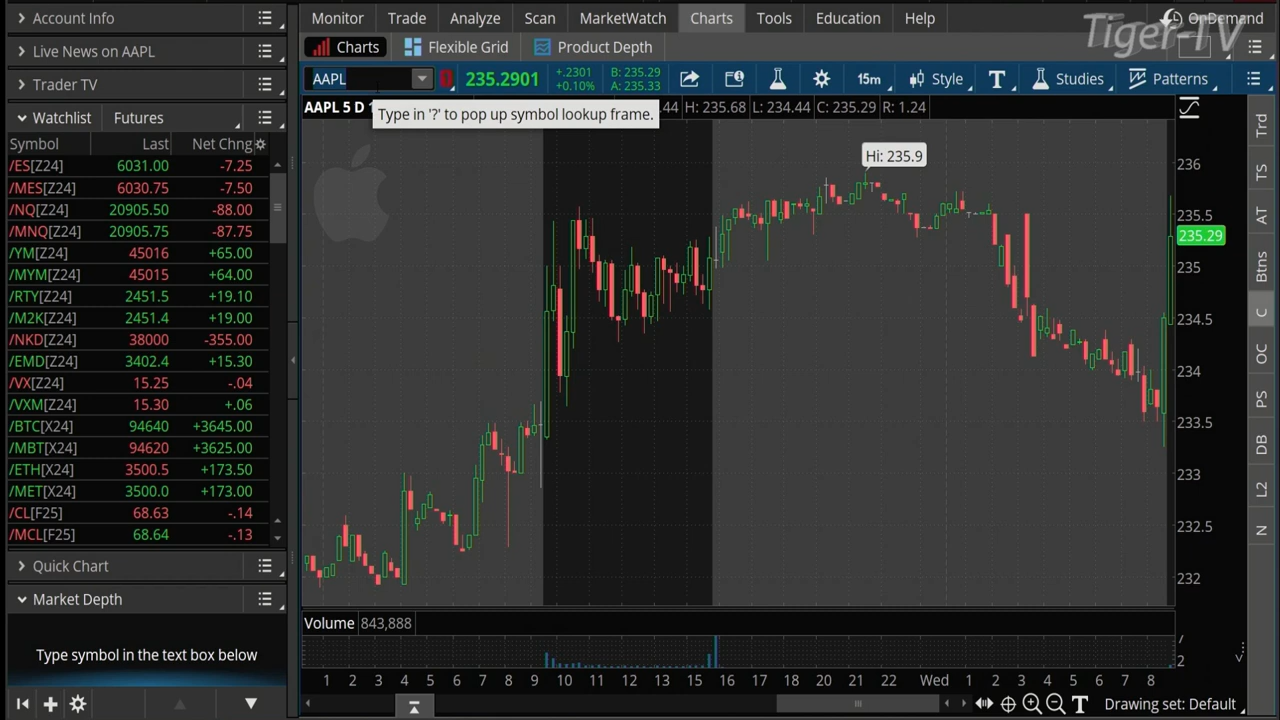 Account Info
Live News on AAPL
Trader TV
Watchlist Futures
Symbol Last Net Chng
/ES[Z24] 6031.00 -7.25
/MES[Z24] 6030.75 -7.50
/NQ[Z24] 20905.50 -88.00
/MNQ[Z24] 20905.75 -87.75
/YM[Z24] 45016 +65.00
/MYM[Z24] 45015 +64.00
/RTY[Z24] 2451.5 +19.10
/M2K[Z24] 2451.4 +19.00
/NKD[Z24] 38000 -355.00
/EMD[Z24] 3402.4 +15.30
/VX[Z24] 15.25 -.04
/VXM[Z24] 15.30 +.06
/BTC[X24] 94640 +3645.00
/MBT[X24] 94620 +3625.00
/ETH[X24] 3500.5 +173.50
/MET[X24] 3500.0 +173.00
/CL[F25] 68.63 -.14
/MCL[F25] 68.64 -.13
Quick Chart
Market Depth
Type symbol in the text box below
Monitor Trade Analyze Scan MarketWatch Charts Tools Education Help
Tiger-TV
OnDemand
Charts Flexible Grid Product Depth
AAPL 235.2901 +.2301 B: 235.29
+0.10% A: 235.33
15m Style T Studies Patterns
AAPL 5 D 44 H: 235.68 L: 234.44 C: 235.29 R: 1.24
Type in '?' to pop up symbol lookup frame.
Hi: 235.9
236
235.5
235.29
235
234.5
234
233.5
233
232.5
232
Trd
TS
AT
Btns
C
OC
PS
DB
L2
N
Volume 843,888
7
2
1 2 3 4 5 6 7 8 10 11 12 13 14 15 16 17 18 20 21 22 Wed 1 2 3 4 5 6 7 8
T Drawing set: Default